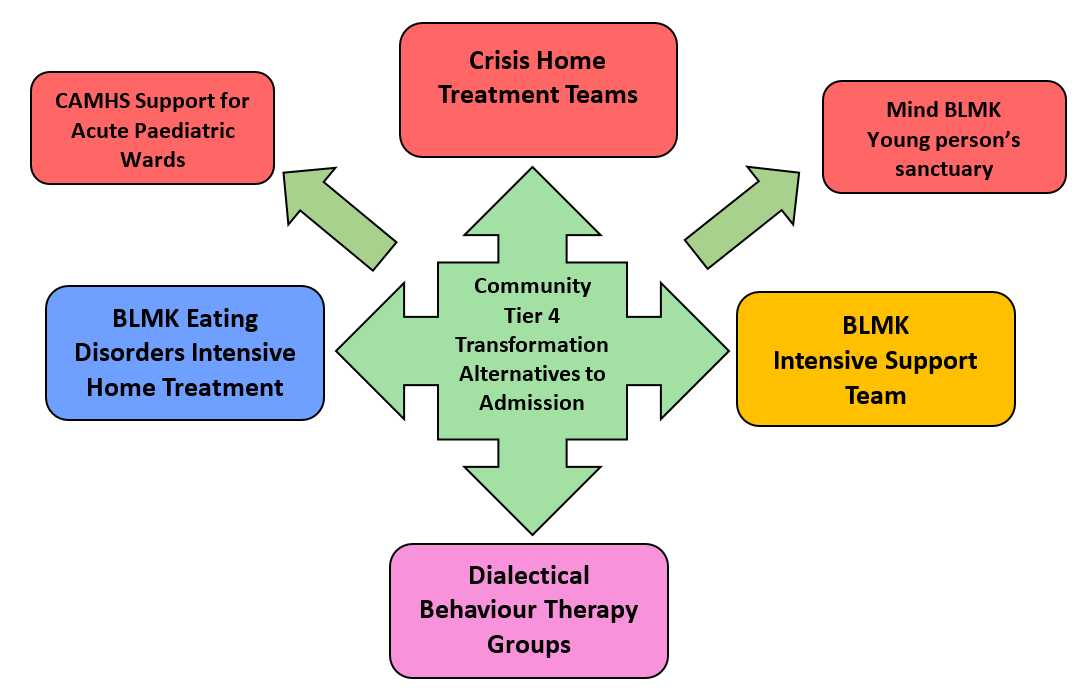 Crisis Home
Treatment Teams
CAMHS Support for
Acute Paediatric
Wards
Mind BLMK
Young person’s
sanctuary
Community
Tier 4
Transformation
Alternatives to
Admission
BLMK Eating
Disorders Intensive
Home Treatment
BLMK
Intensive Support
Team
Dialectical
Behaviour Therapy
Groups